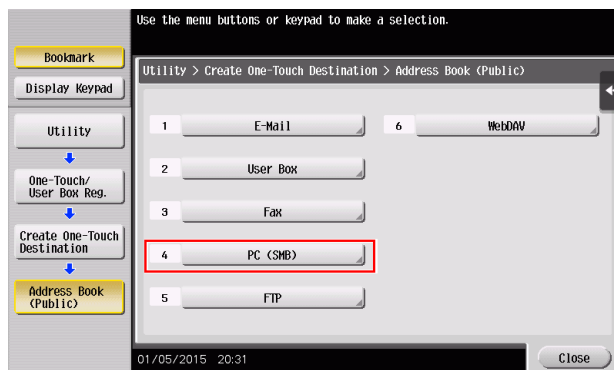 Use the menu buttons or keypad to make a selection.
Bookmark
Display Keypad
Utility
One-Touch/
User Box Reg.
Create One-Touch
Destination
Address Book
(Public)
Utility > Create One-Touch Destination > Address Book (Public)
1 E-Mail
6 WebDAV
2 User Box
3 Fax
4 PC (SMB)
5 FTP
01/05/2015 20:31
Close